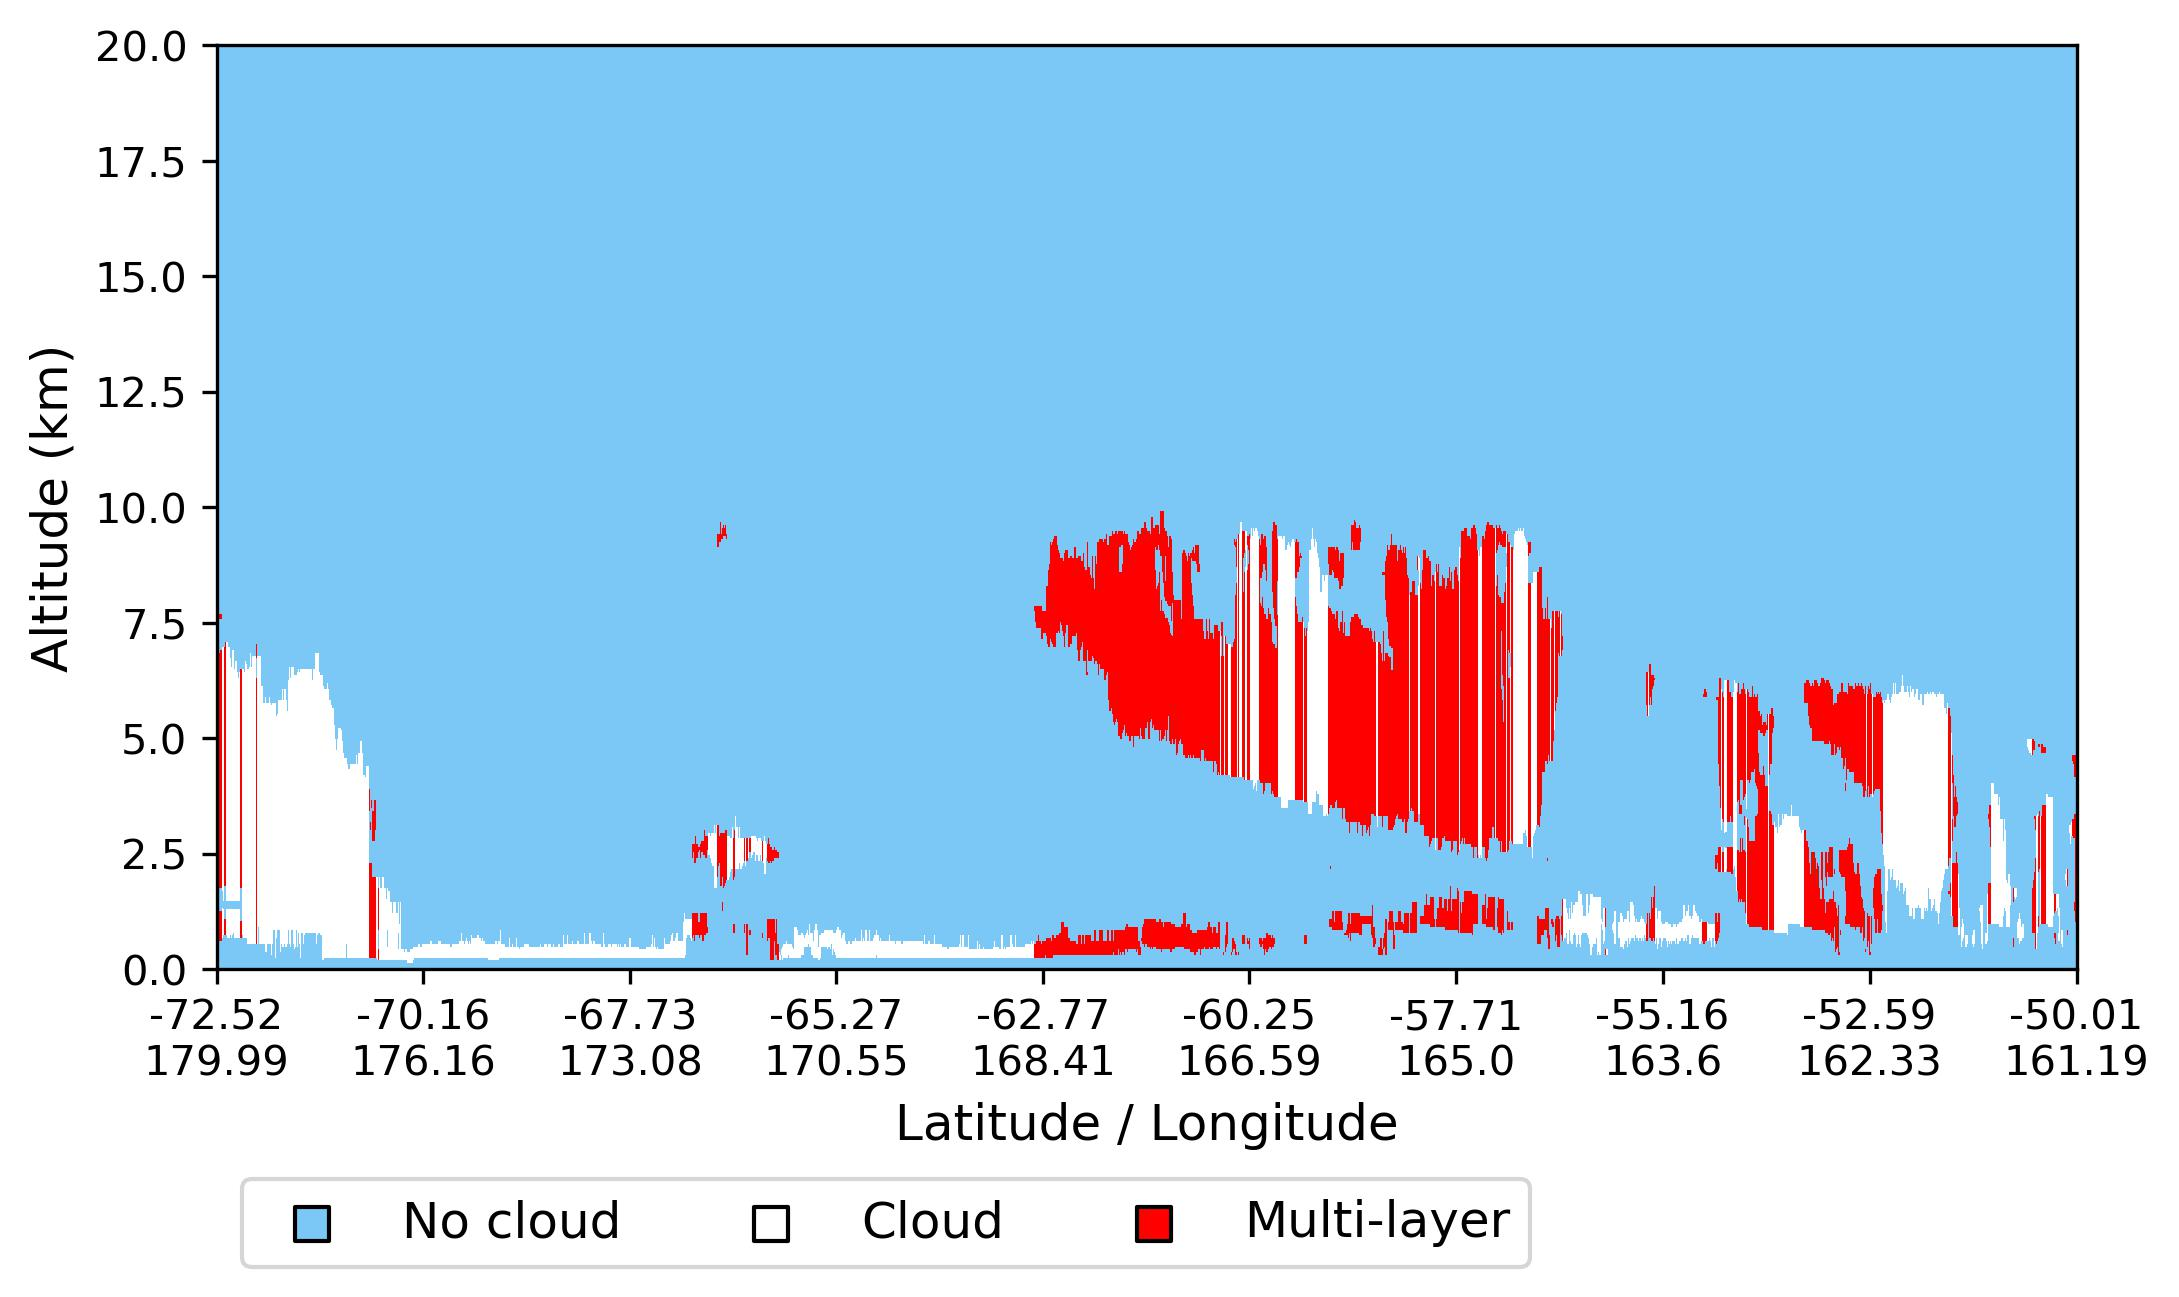 20.0
17.5
15.0
12.5
10.0
7.5
5.0
2.5
0.0
Altitude (km)
-72.52 -70.16 -67.73 -65.27 -62.77 -60.25 -57.71 -55.16 -52.59 -50.01
179.99 176.16 173.08 170.55 168.41 166.59 165.0 163.6 162.33 161.19
Latitude / Longitude
No cloud Cloud Multi-layer